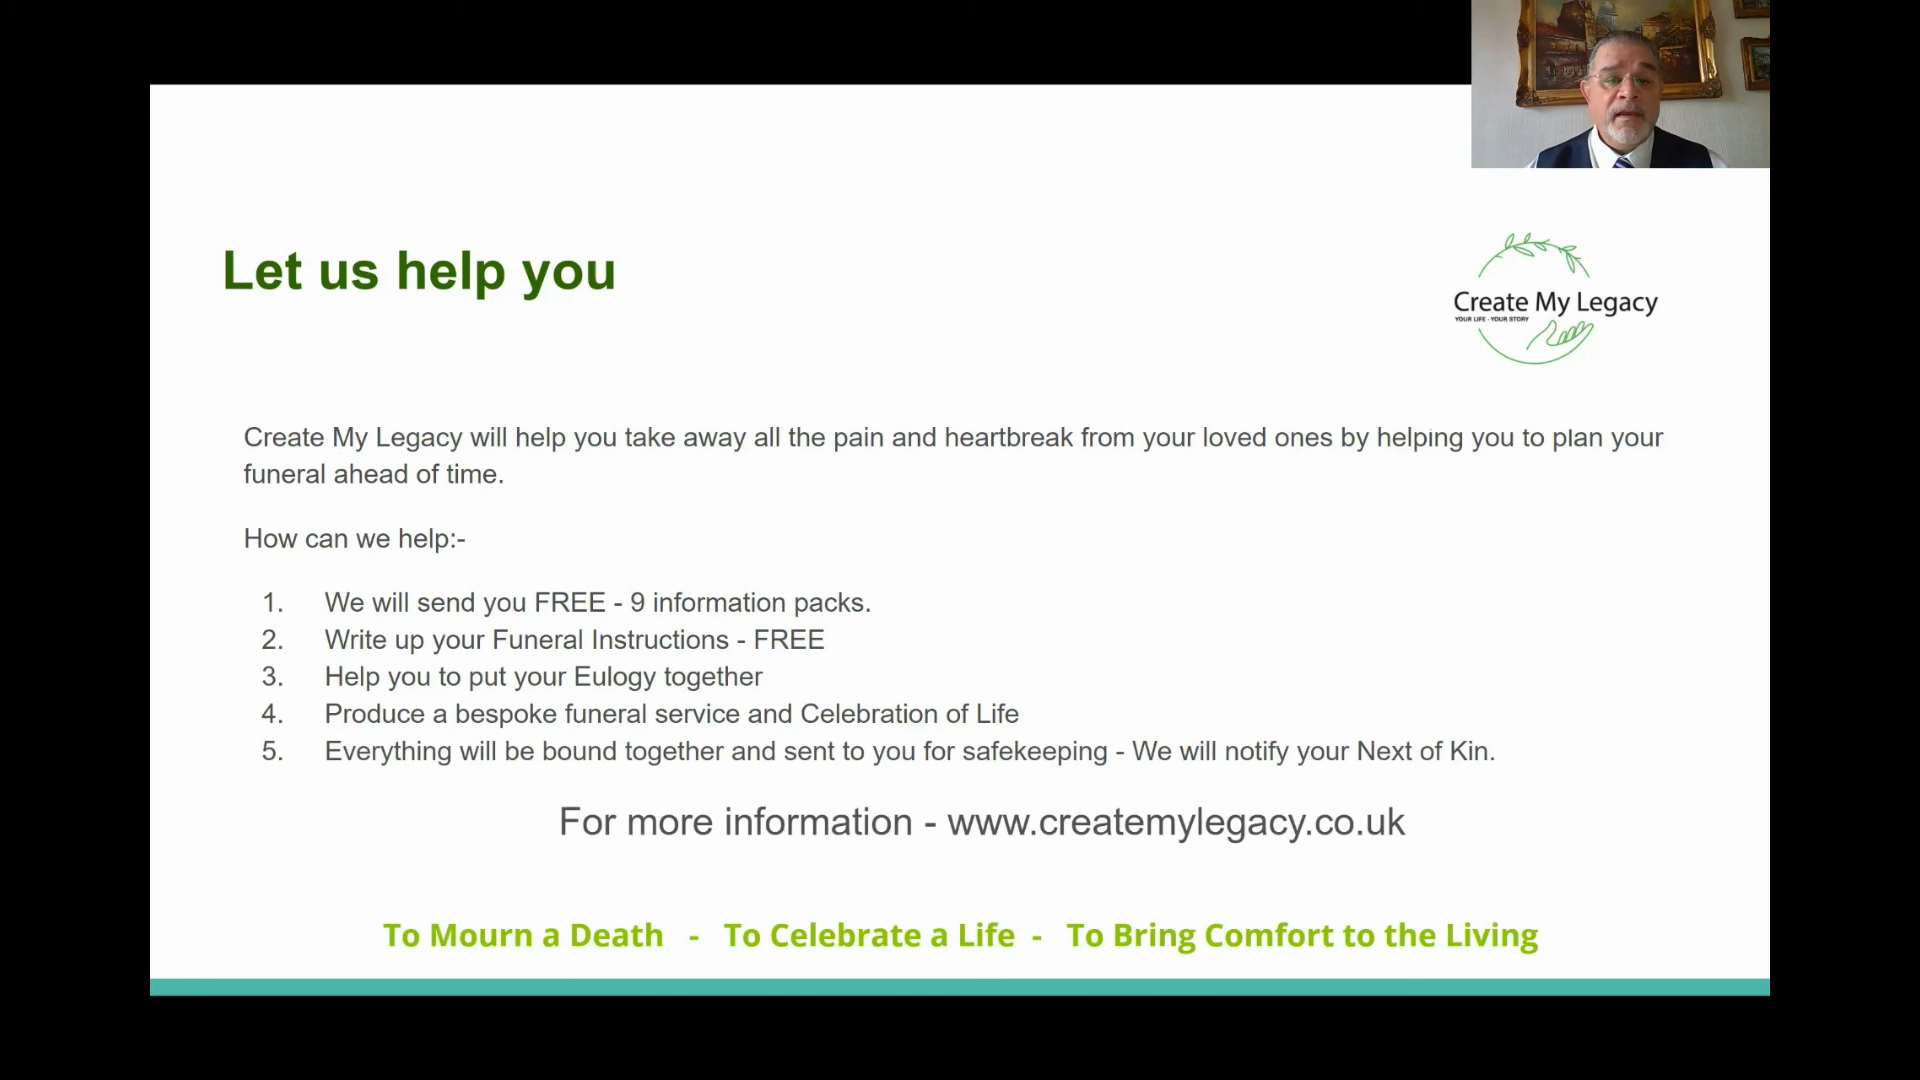 Let us help you
Create My Legacy
YOUR LIFE - YOUR STORY
Create My Legacy will help you take away all the pain and heartbreak from your loved ones by helping you to plan your
funeral ahead of time.
How can we help:-
1. We will send you FREE - 9 information packs.
2. Write up your Funeral Instructions - FREE
3. Help you to put your Eulogy together
4. Produce a bespoke funeral service and Celebration of Life
5. Everything will be bound together and sent to you for safekeeping - We will notify your Next of Kin.
For more information - www.createmylegacy.co.uk
To Mourn a Death - To Celebrate a Life - To Bring Comfort to the Living